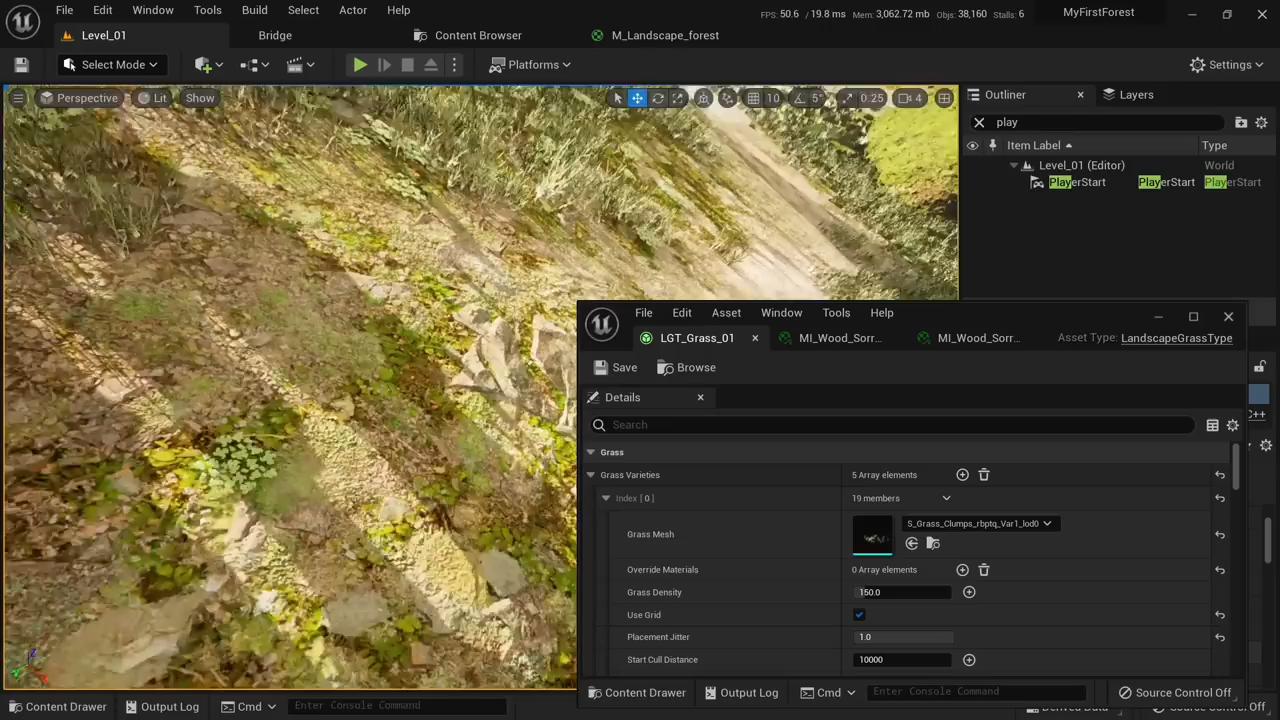 File Edit Window Tools Build Select Actor Help
FPS: 50.6 / 19.8 ms Mem: 3,062.72 mb Objs: 38,160 Stalls: 6
MyFirstForest
Level_01
Bridge
Content Browser
M_Landscape_forest
Select Mode
Platforms
Settings
Perspective
Lit
Show
10
5°
0.25
4
Outliner
Layers
play
Item Label
Type
Level_01 (Editor)
World
PlayerStart
PlayerStart
PlayerStart
File Edit Asset Window Tools Help
LGT_Grass_01
MI_Wood_Sorr...
MI_Wood_Sorr...
Asset Type: LandscapeGrassType
Save
Browse
Details
Search
Grass
Grass Varieties
5 Array elements
Index [ 0 ]
19 members
Grass Mesh
S_Grass_Clumps_rbptq_Var1_lod0
Override Materials
0 Array elements
Grass Density
150.0
Use Grid
Placement Jitter
1.0
Start Cull Distance
10000
C++
Content Drawer
Output Log
Cmd
Enter Console Command
Source Control Off
Content Drawer
Output Log
Cmd
Enter Console Command
Derived Data
Source Control Off